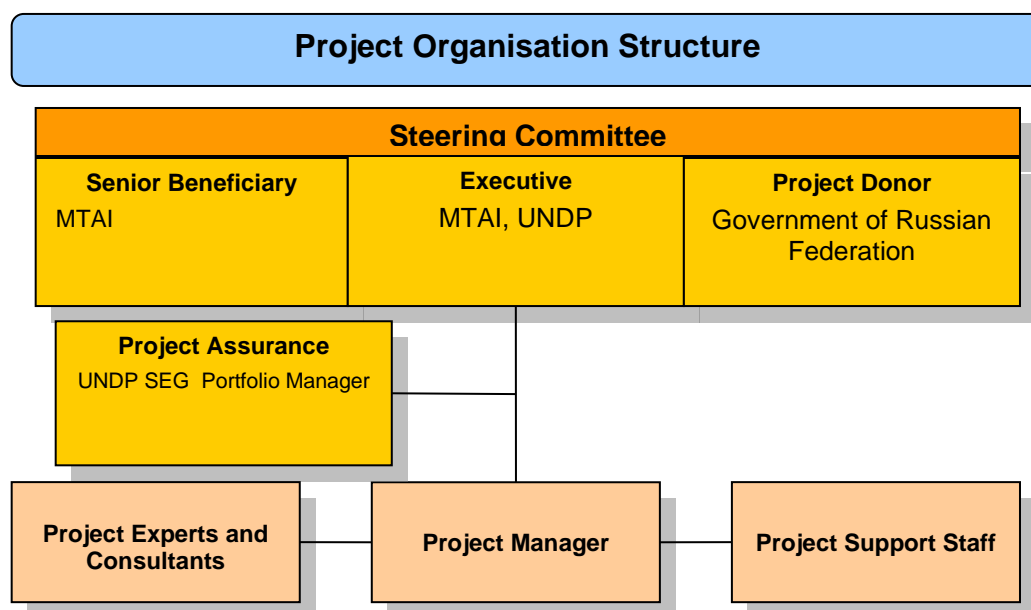 Project Organisation Structure
Steering Committee
Senior Beneficiary
MTAI
Executive
MTAI, UNDP
Project Donor
Government of Russian
Federation
Project Assurance
UNDP SEG Portfolio Manager
Project Experts and
Consultants
Project Manager
Project Support Staff